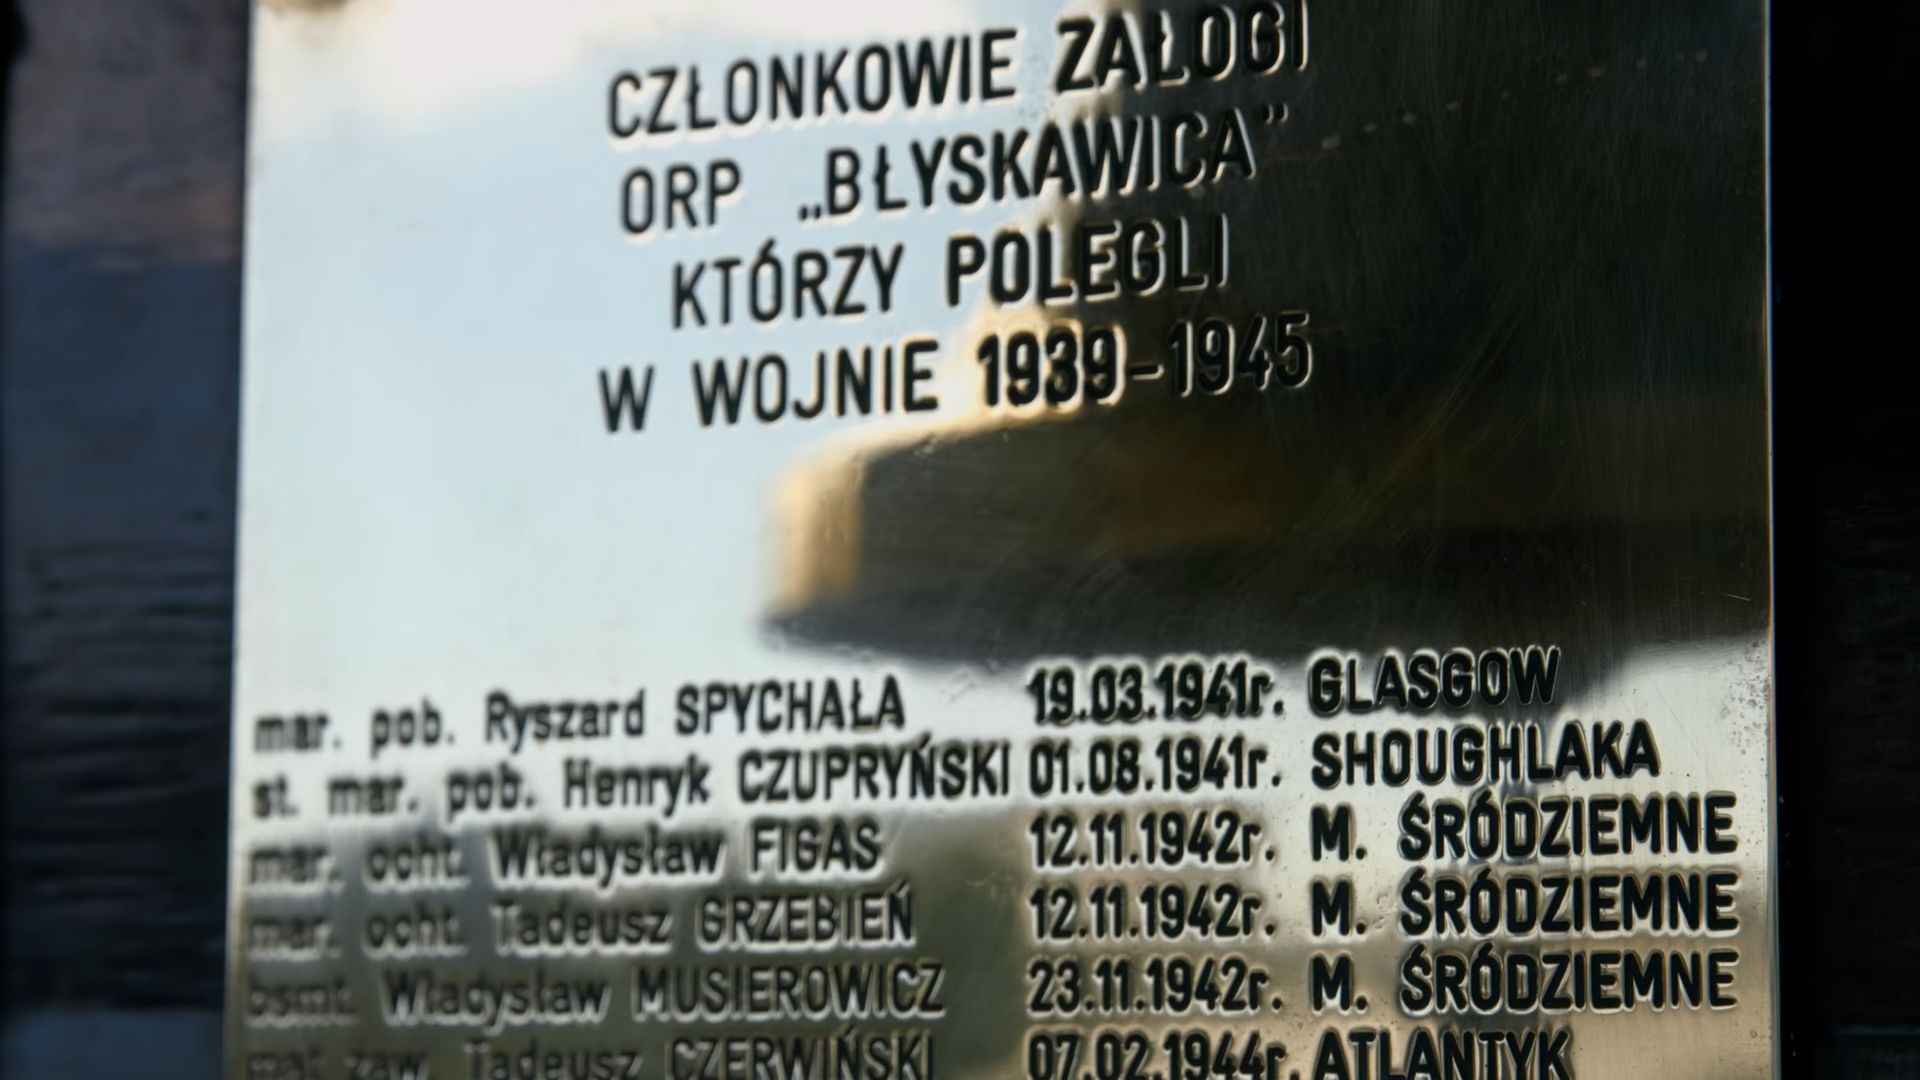 CZŁONKOWIE ZAŁOGI
ORP „BŁYSKAWICA”
KTÓRZY POLEGLI
W WOJNIE 1939-1945
mar. pob. Ryszard SPYCHAŁA 19.03.1941r. GLASGOW
st. mar. pob. Henryk CZUPRYŃSKI 01.08.1941r. SHOUGHLAKA
mar. ocht. Władysław FIGAS 12.11.1942r. M. ŚRÓDZIEMNE
mar. ocht. Tadeusz GRZEBIEŃ 12.11.1942r. M. ŚRÓDZIEMNE
bsmt. Władysław MUSIEROWICZ 23.11.1942r. M. ŚRÓDZIEMNE
mat zaw. Tadeusz CZERWIŃSKI 07.02.1944r. ATLANTYK